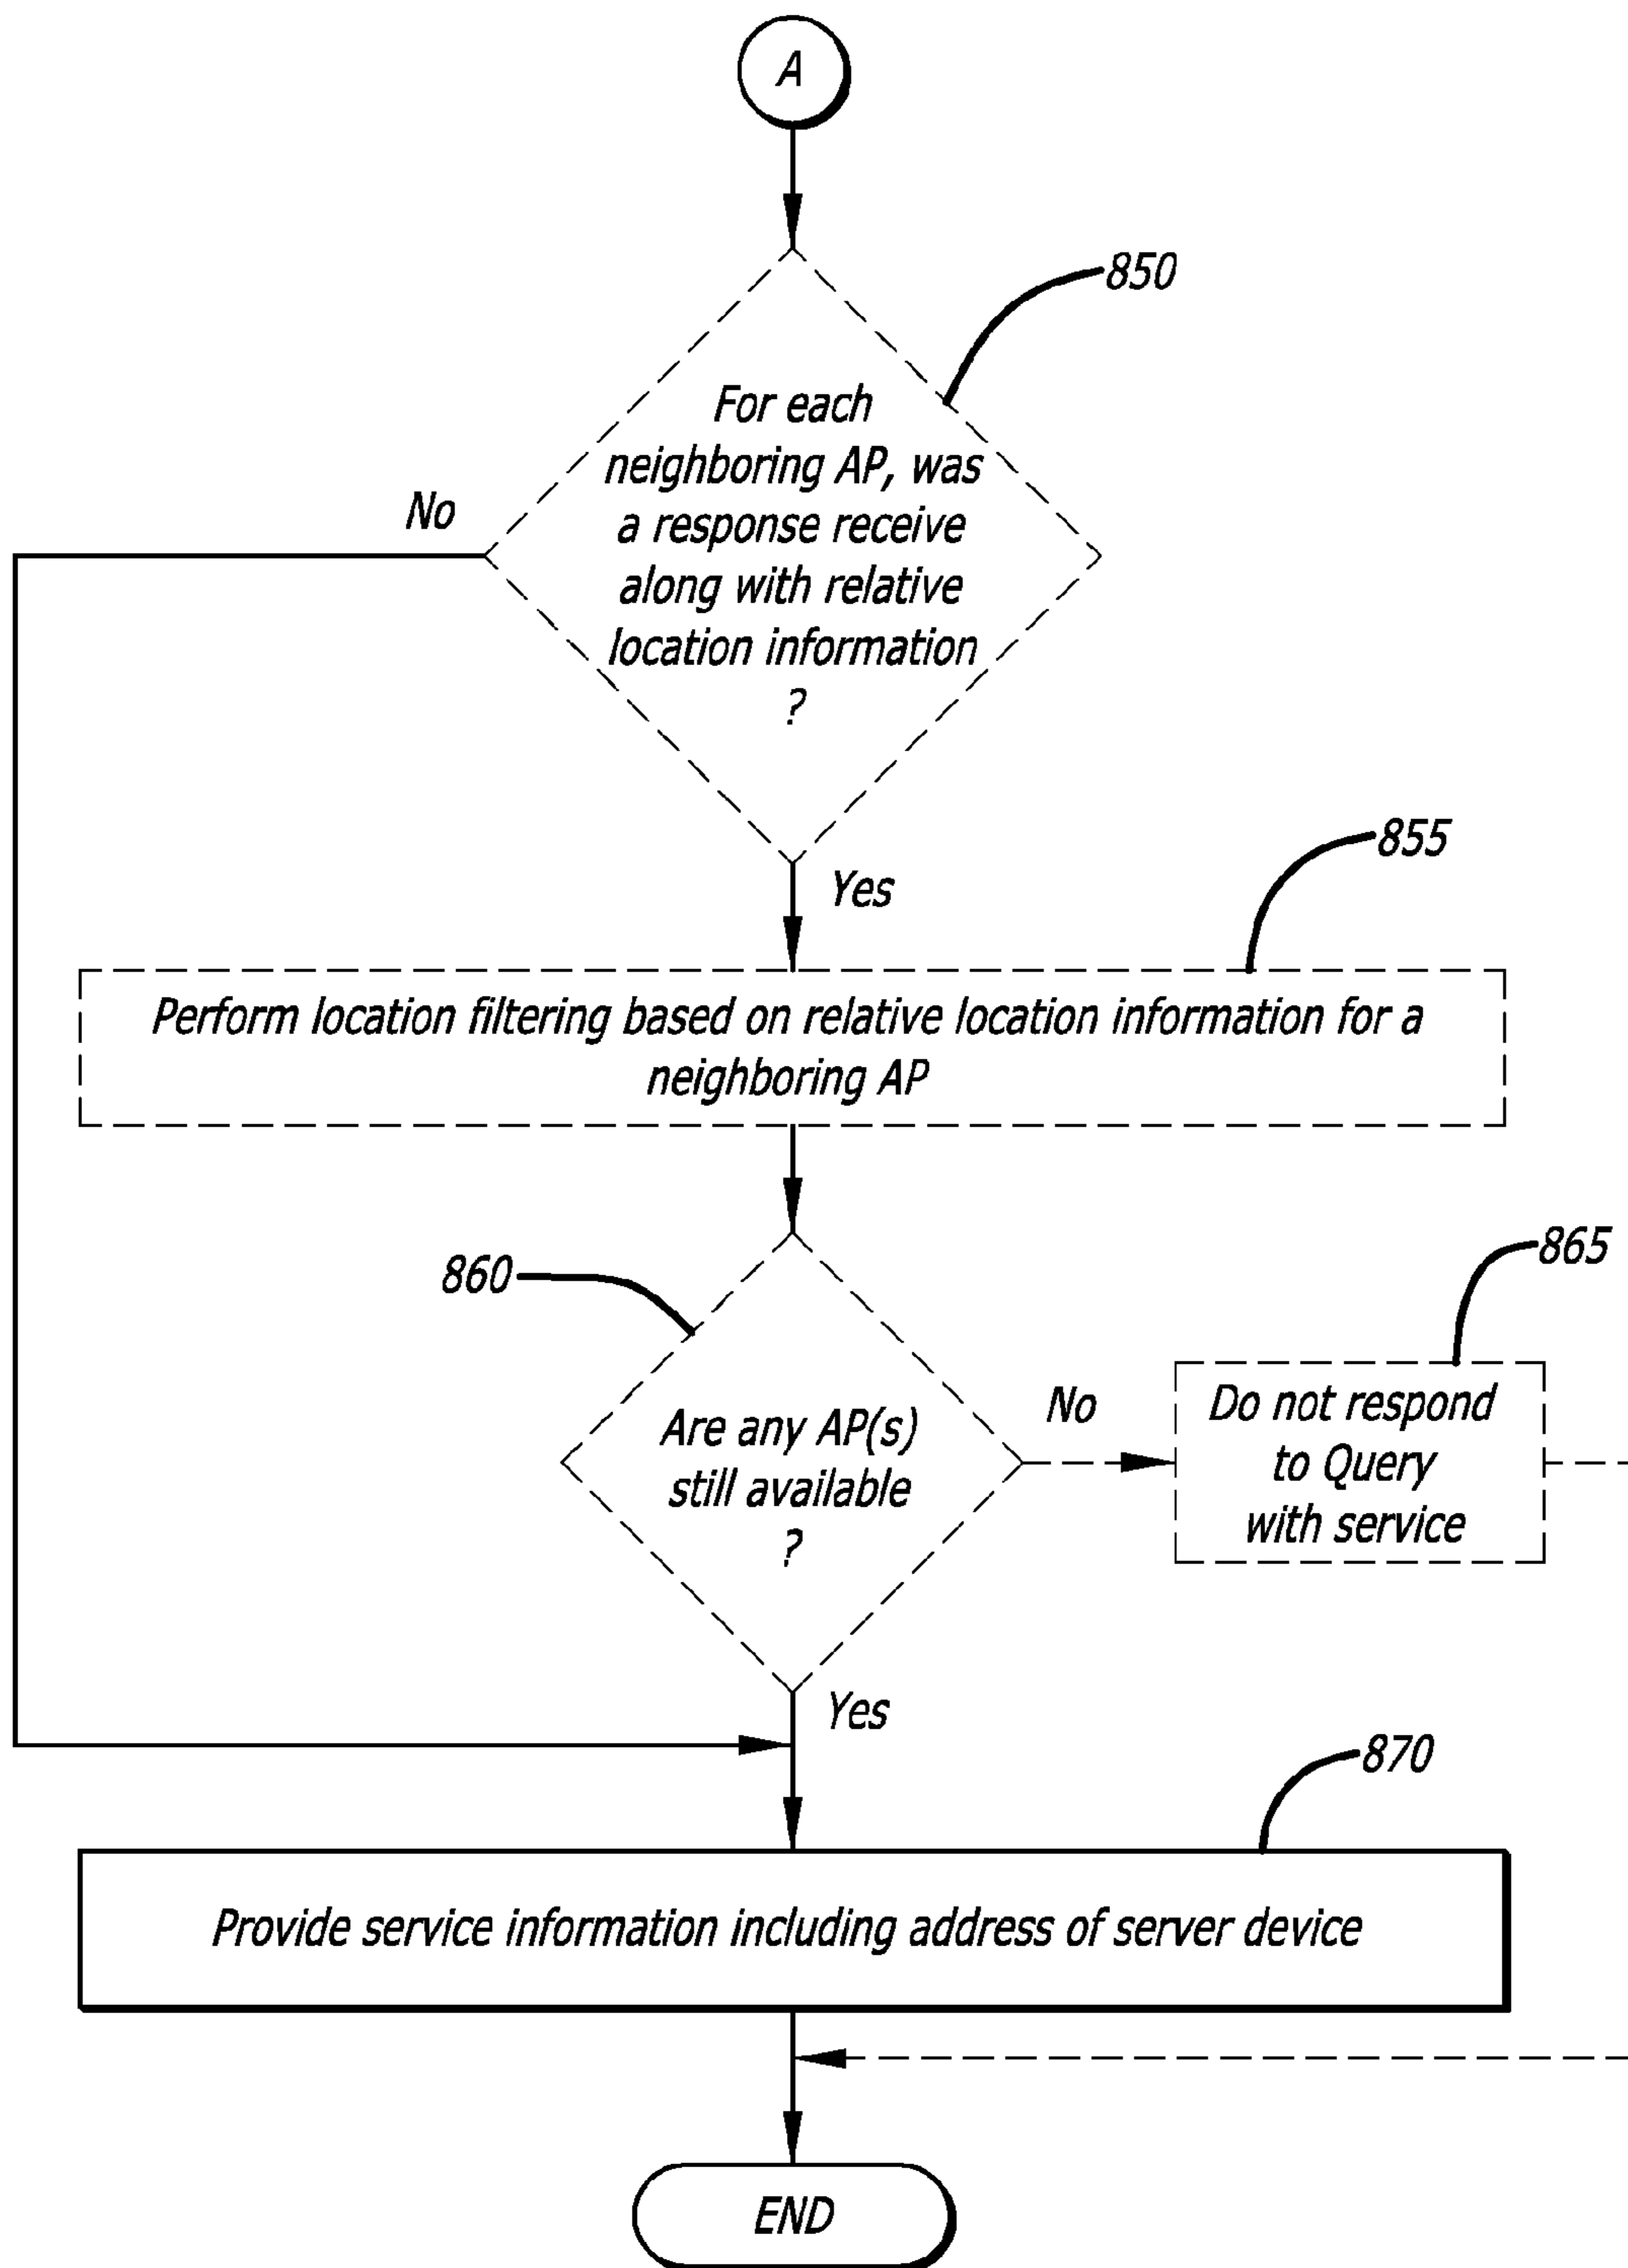 A
850
For each
neighboring AP, was
a response receive
along with relative
location information
?
No
Yes
855
Perform location filtering based on relative location information for a
neighboring AP
860
Are any AP(s)
still available
?
No
865
Do not respond
to Query
with service
Yes
870
Provide service information including address of server device
END